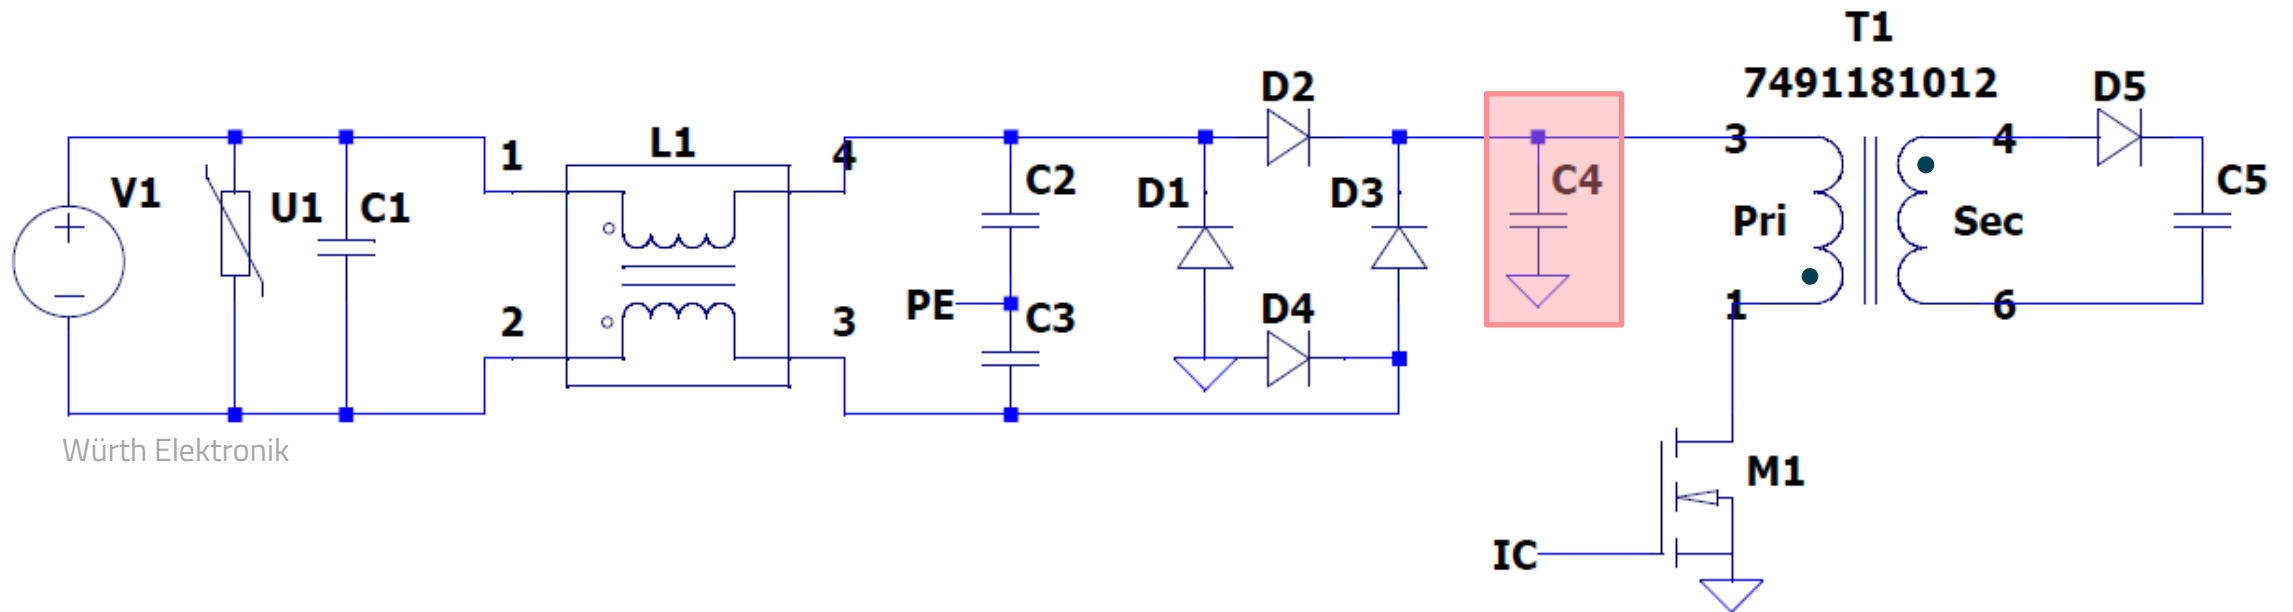 T1
7491181012
D2
D5
1
L1
4
3
4
V1
U1
C1
C2
D1
D3
C4
C5
Pri
Sec
PE
2
3
C3
D4
1
6
Würth Elektronik
M1
IC